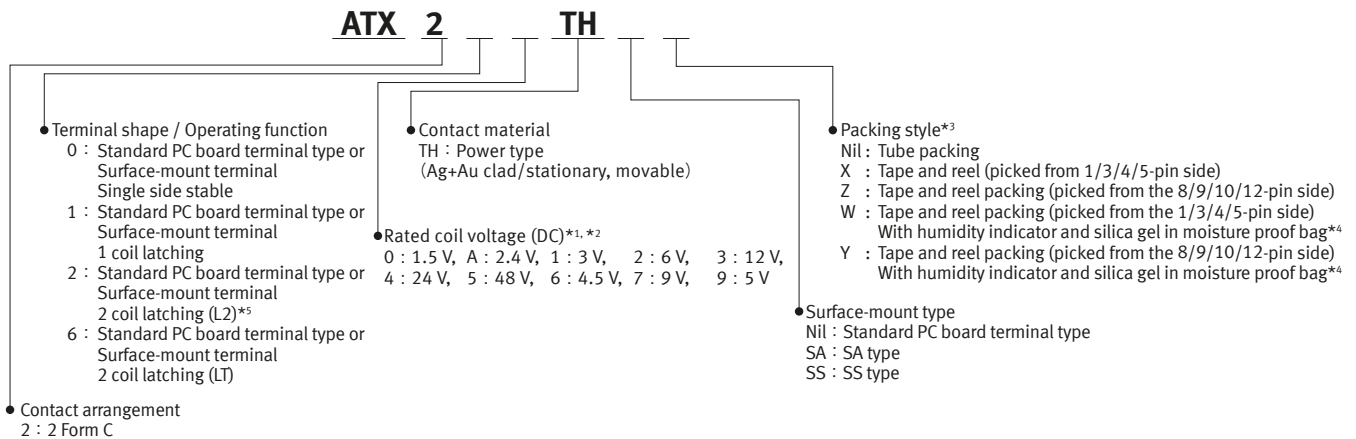 ATX 2 _ _ TH _ _
Terminal shape / Operating function
0 : Standard PC board terminal type or
Surface-mount terminal
Single side stable
1 : Standard PC board terminal type or
Surface-mount terminal
1 coil latching
2 : Standard PC board terminal type or
Surface-mount terminal
2 coil latching (L2)*5
6 : Standard PC board terminal type or
Surface-mount terminal
2 coil latching (LT)
Contact arrangement
2 : 2 Form C
Contact material
TH : Power type
(Ag+Au clad/stationary, movable)
Rated coil voltage (DC)*1, *2
0 : 1.5 V, A : 2.4 V, 1 : 3 V, 2 : 6 V, 3 : 12 V,
4 : 24 V, 5 : 48 V, 6 : 4.5 V, 7 : 9 V, 9 : 5 V
Packing style*3
Nil : Tube packing
X : Tape and reel (picked from 1/3/4/5-pin side)
Z : Tape and reel packing (picked from the 8/9/10/12-pin side)
W : Tape and reel packing (picked from the 1/3/4/5-pin side)
With humidity indicator and silica gel in moisture proof bag*4
Y : Tape and reel packing (picked from the 8/9/10/12-pin side)
With humidity indicator and silica gel in moisture proof bag*4
Surface-mount type
Nil : Standard PC board terminal type
SA : SA type
SS : SS type